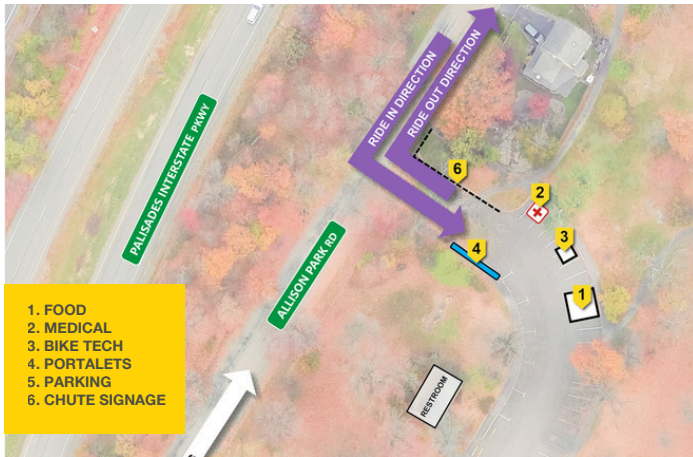 RIDE IN DIRECTION
RIDE OUT DIRECTION
PALISADES INTERSTATE PKWY
ALLISON PARK RD
6
2
3
4
1
1. FOOD
2. MEDICAL
3. BIKE TECH
4. PORTALETS
5. PARKING
6. CHUTE SIGNAGE
RESTROOM